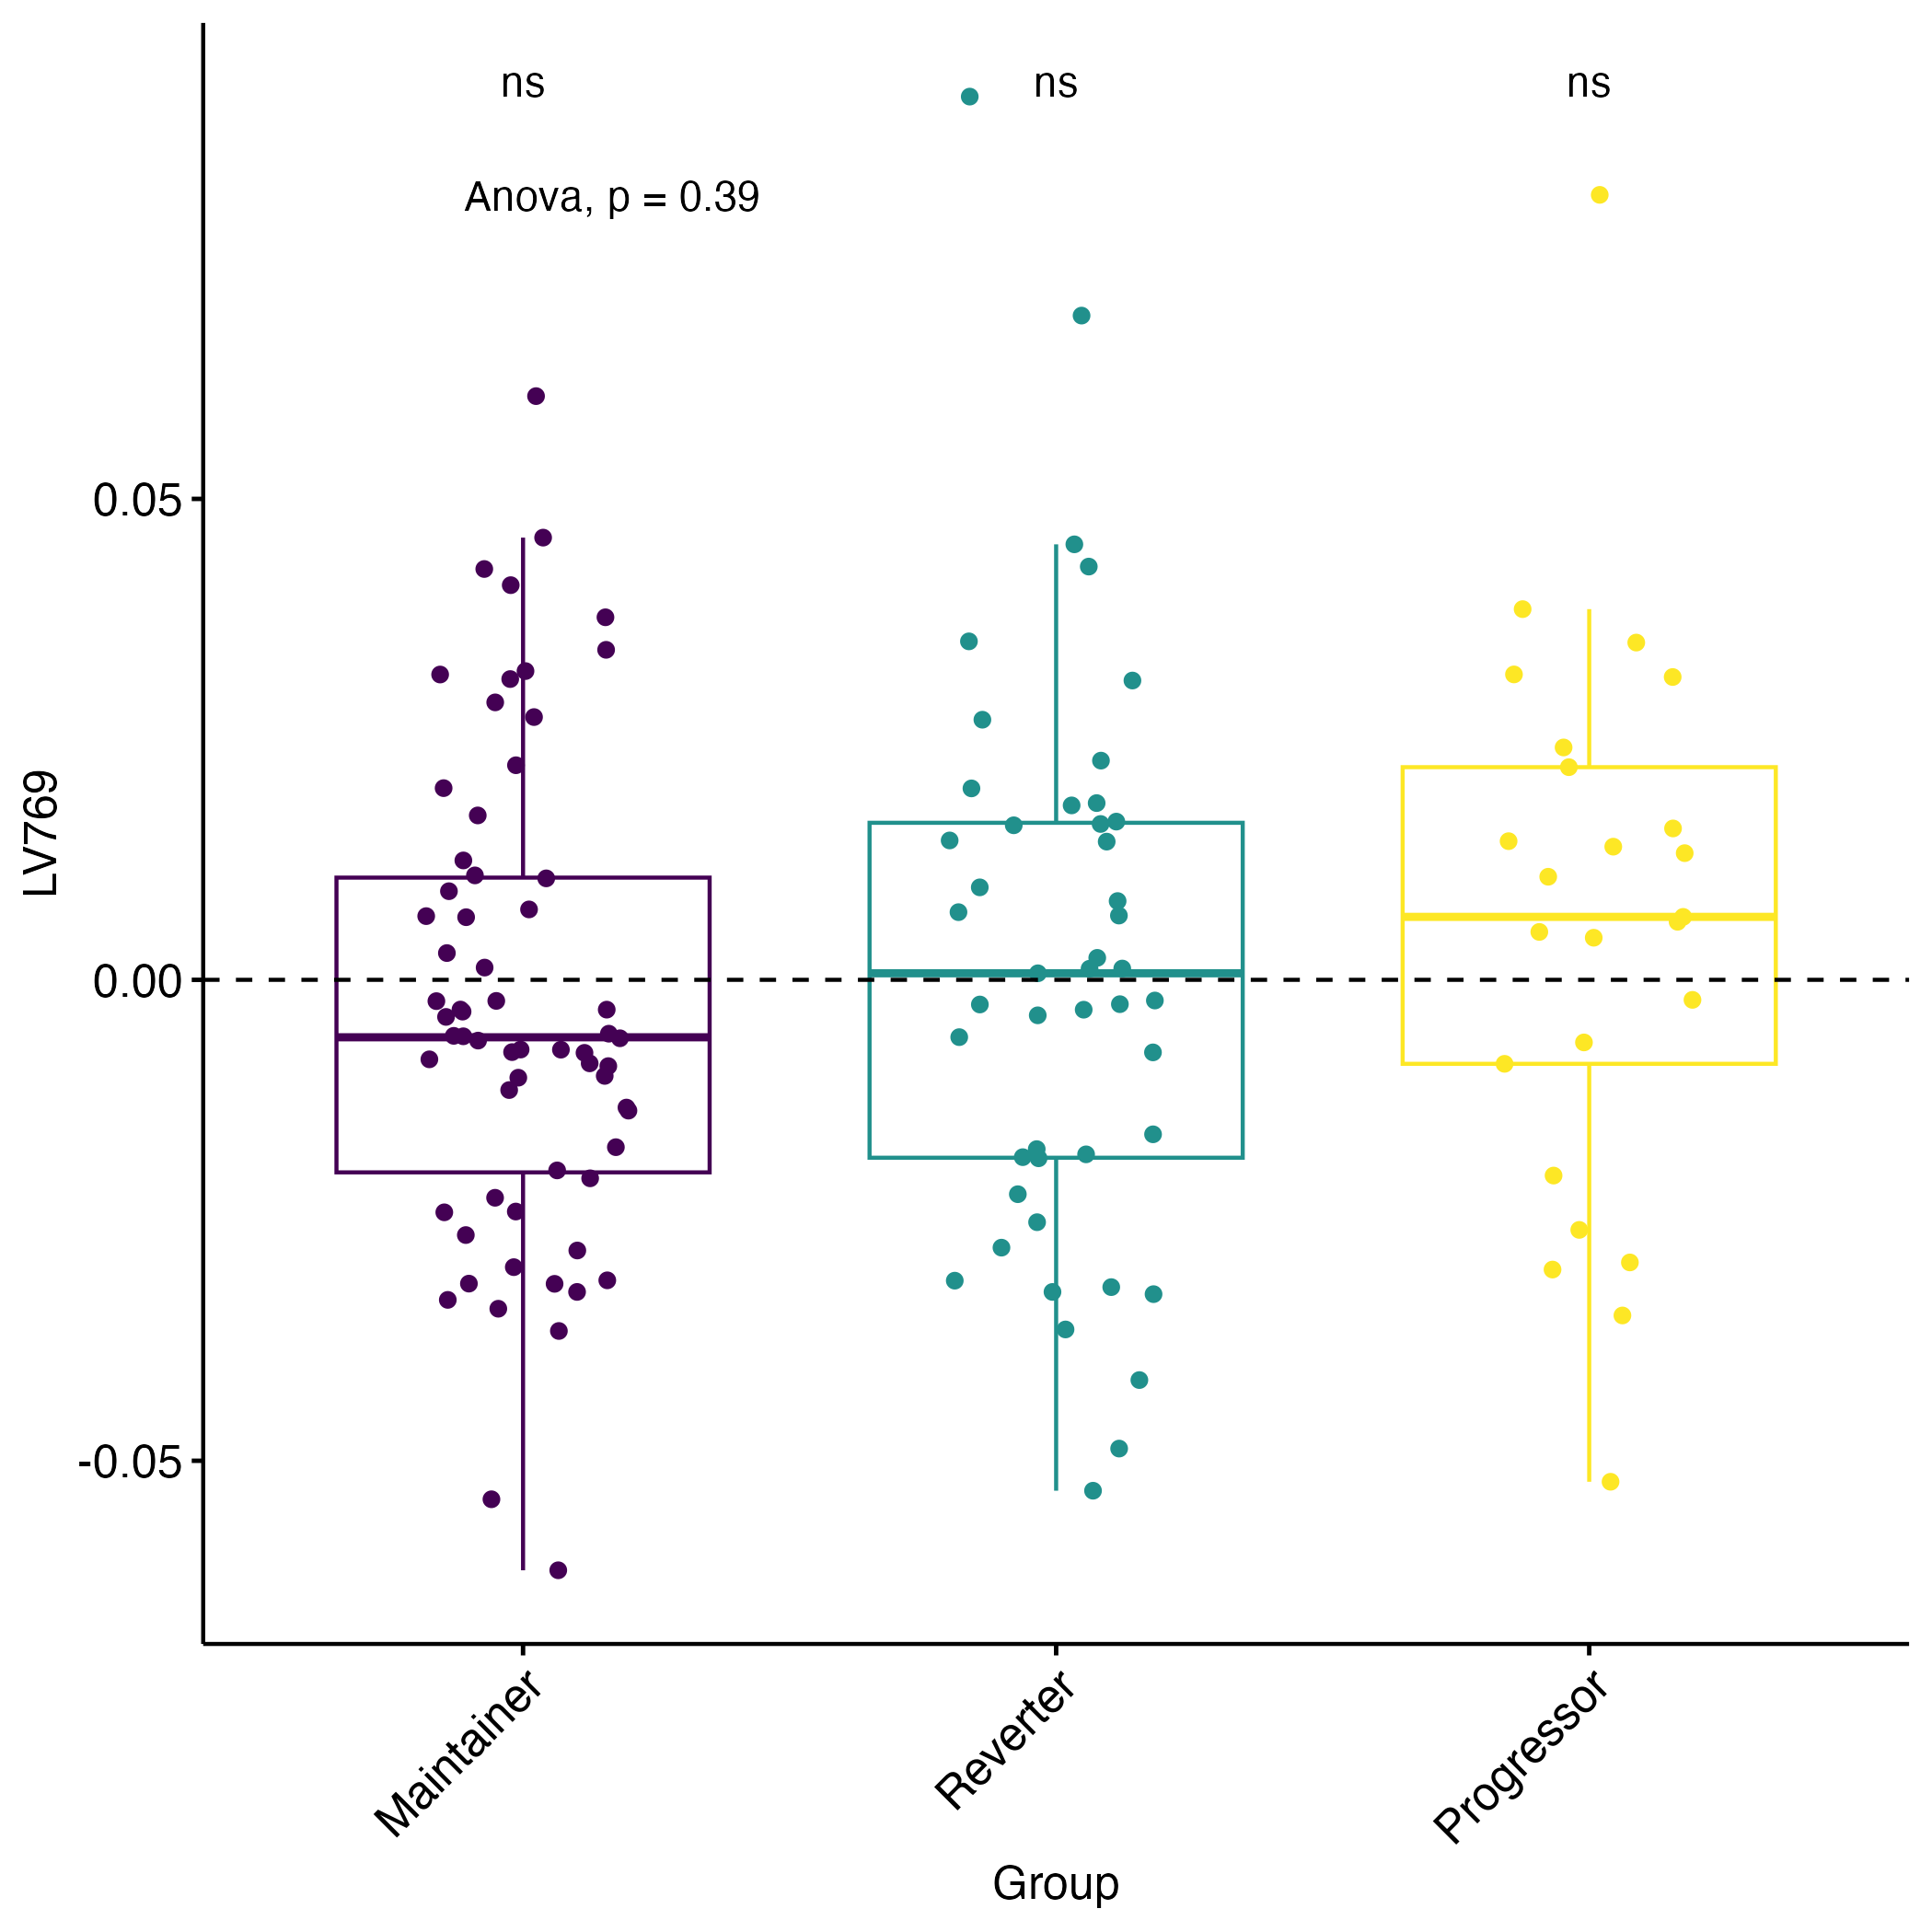 ns ns ns
Anova, p = 0.39
0.05
0.00
-0.05
LV769
Maintainer Reverter Progressor
Group